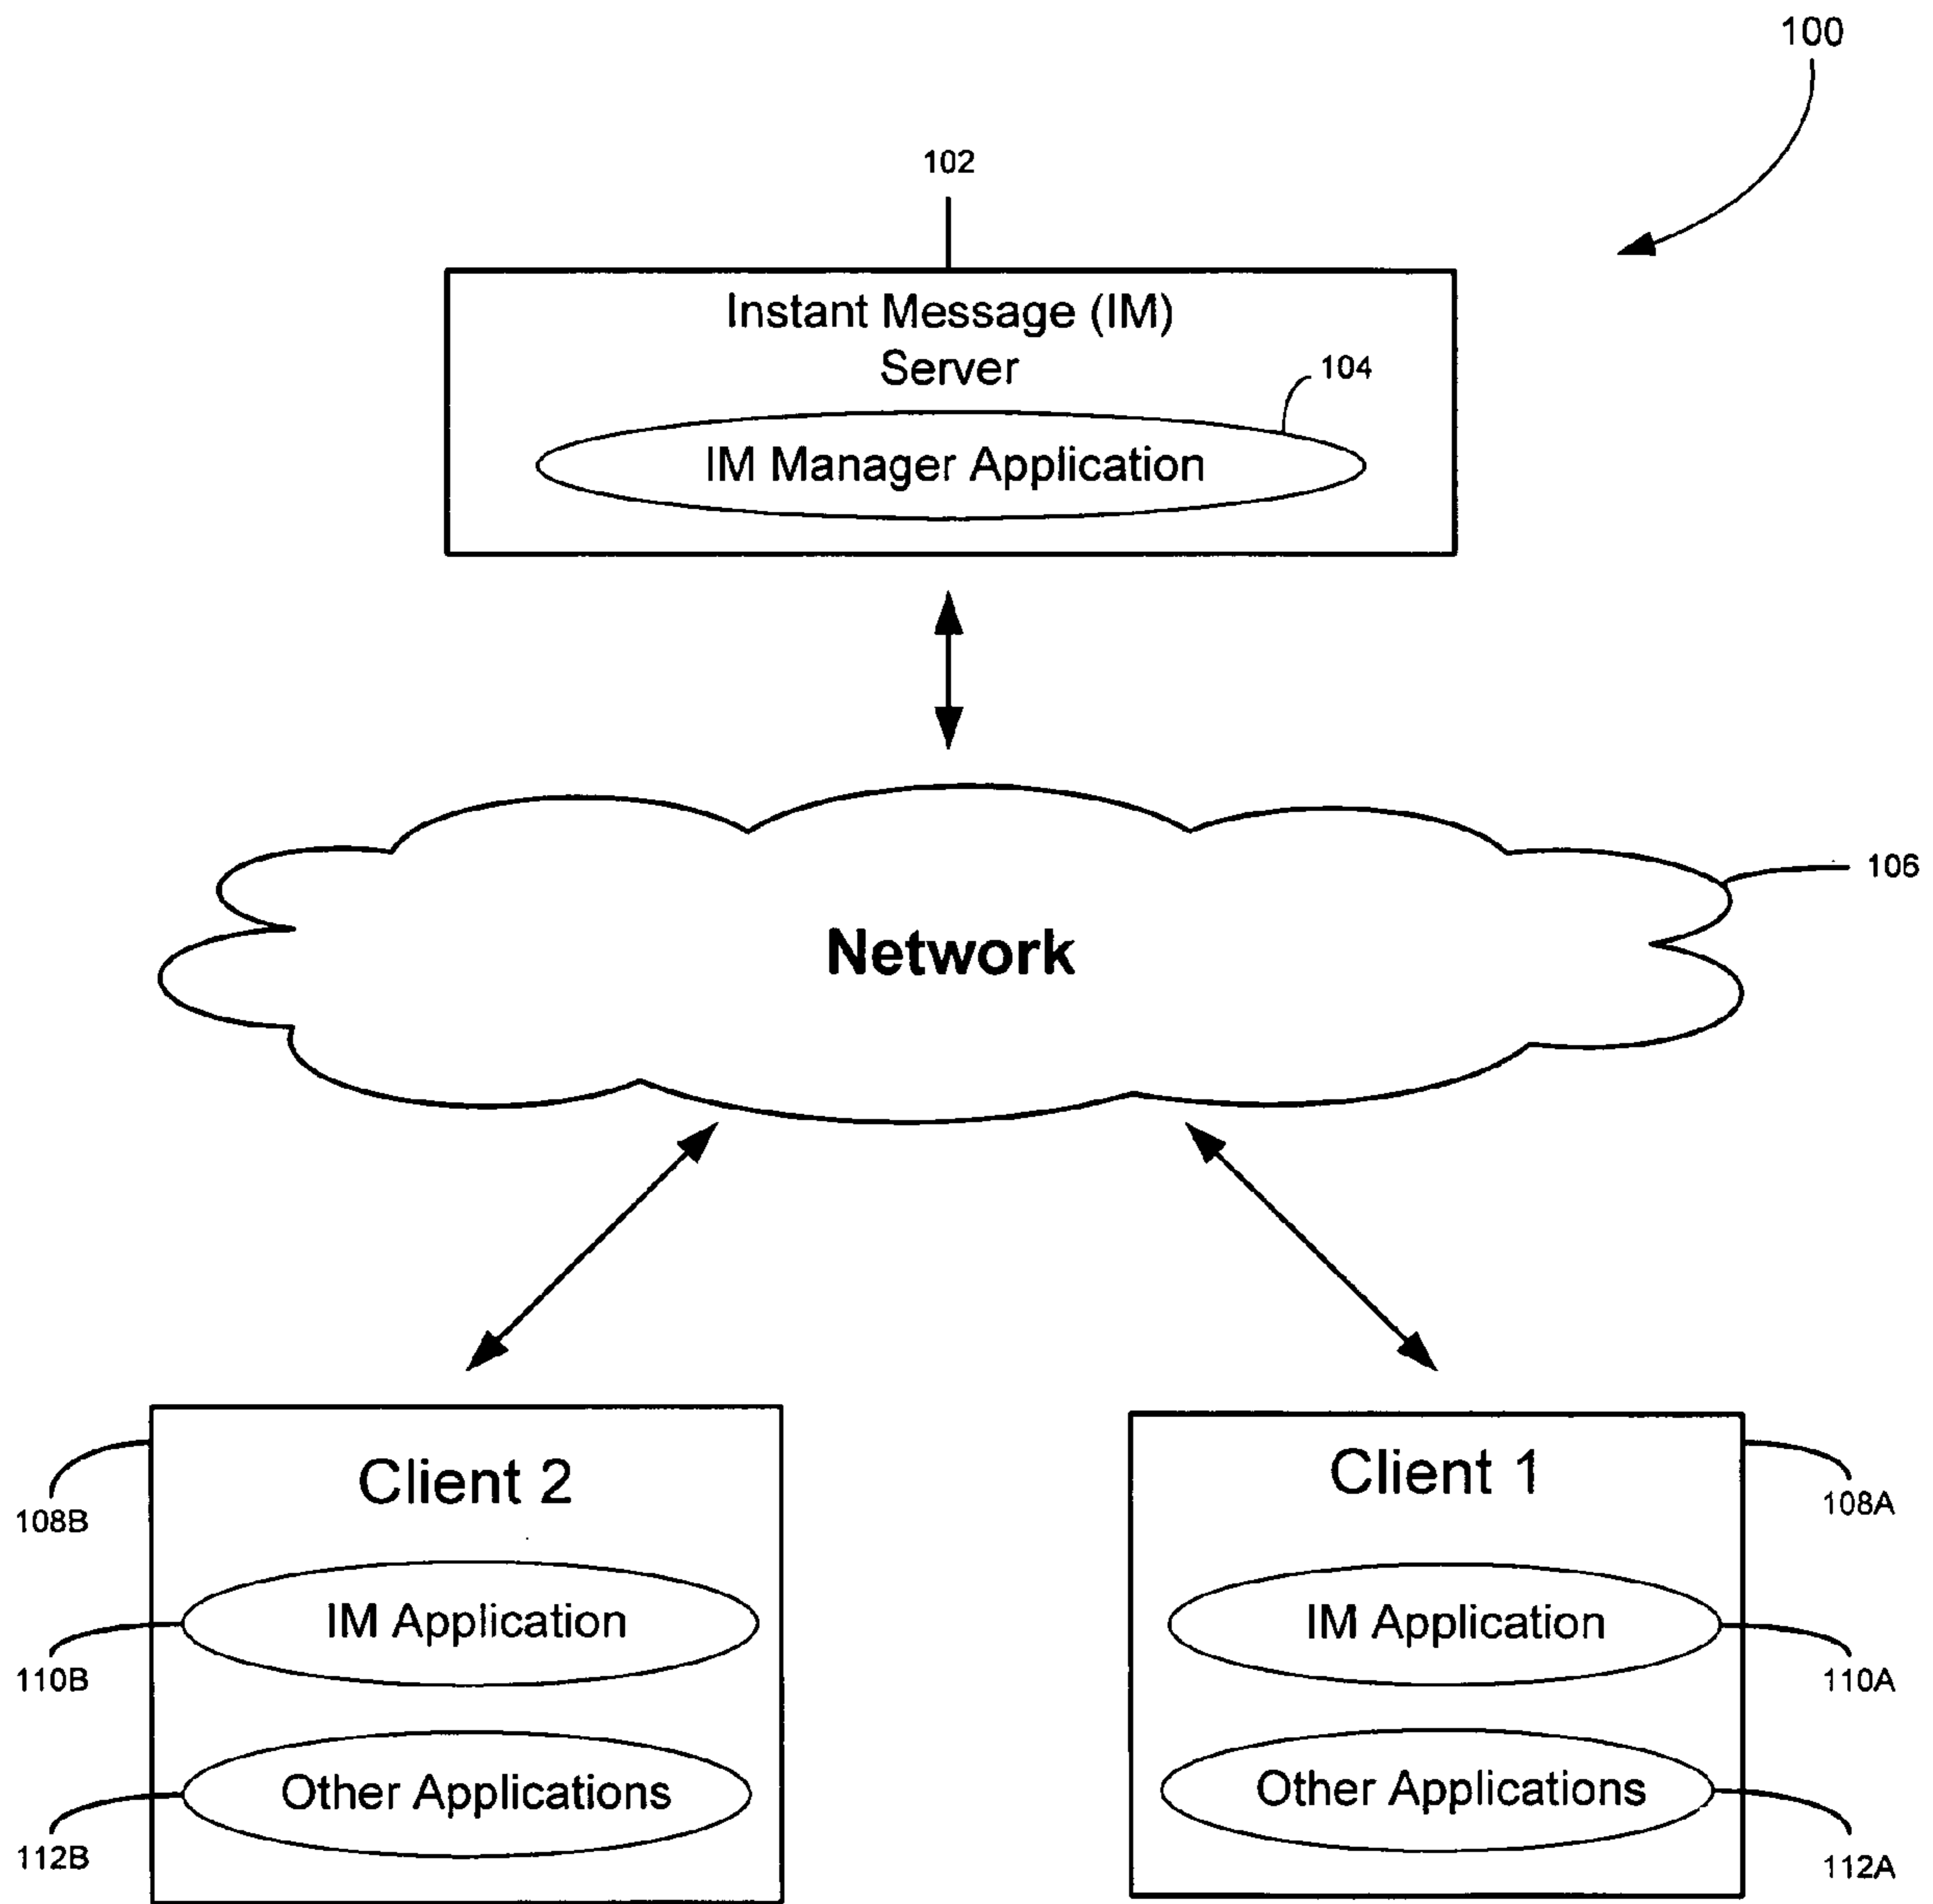 100
102
Instant Message (IM)
Server
104
IM Manager Application
106
Network
Client 2
Client 1
108B
108A
IM Application
IM Application
110B
110A
Other Applications
Other Applications
112B
112A